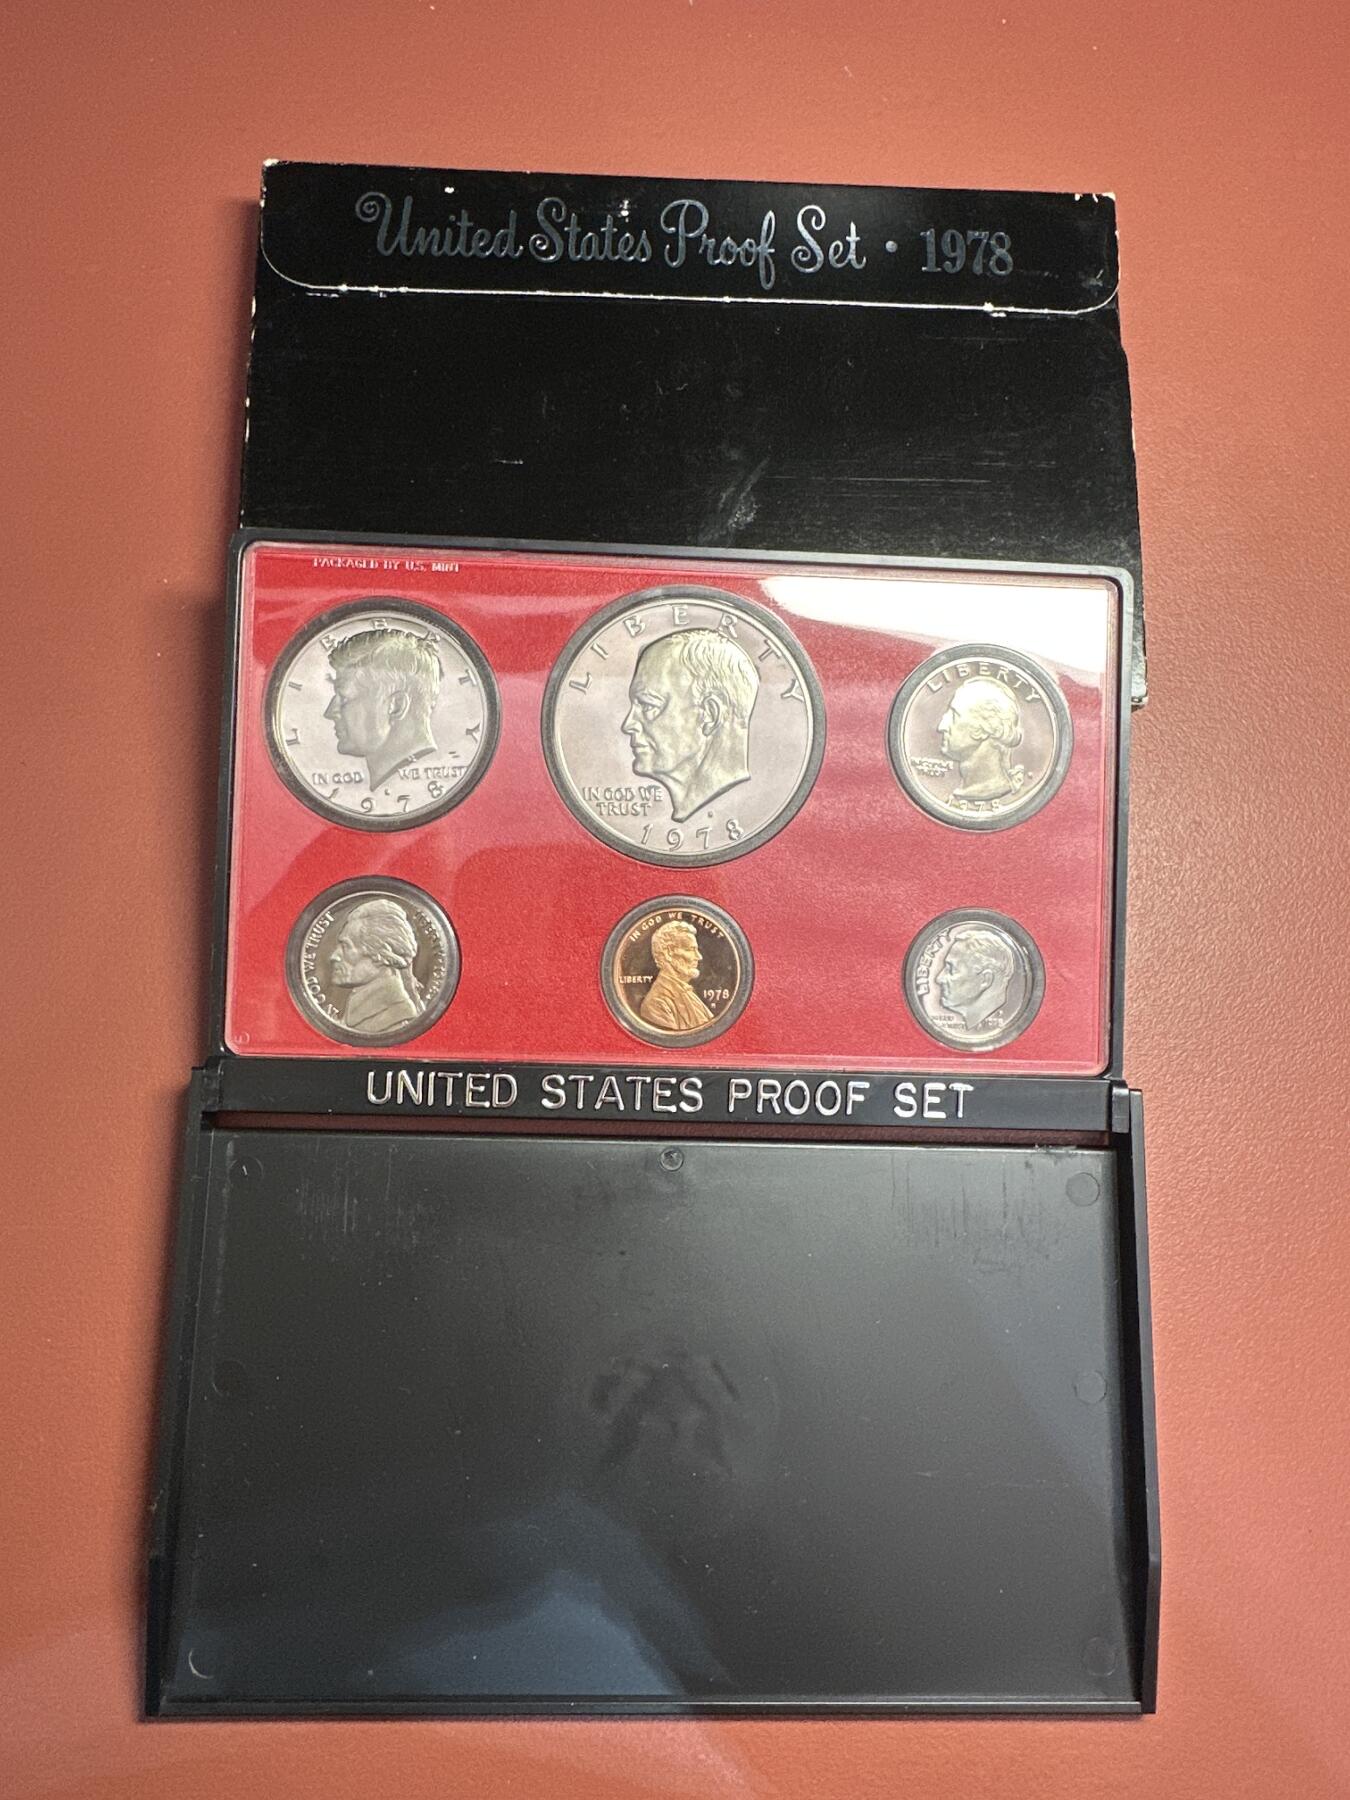 United States Proof Set • 1978
PACKAGED BY U.S. MINT
LIBERTY
IN GOD WE TRUST
1978
LIBERTY
IN GOD WE
TRUST
1978
LIBERTY
1978
IN GOD WE TRUST
IN GOD WE TRUST
LIBERTY
1978
LIBERTY
1978
UNITED STATES PROOF SET